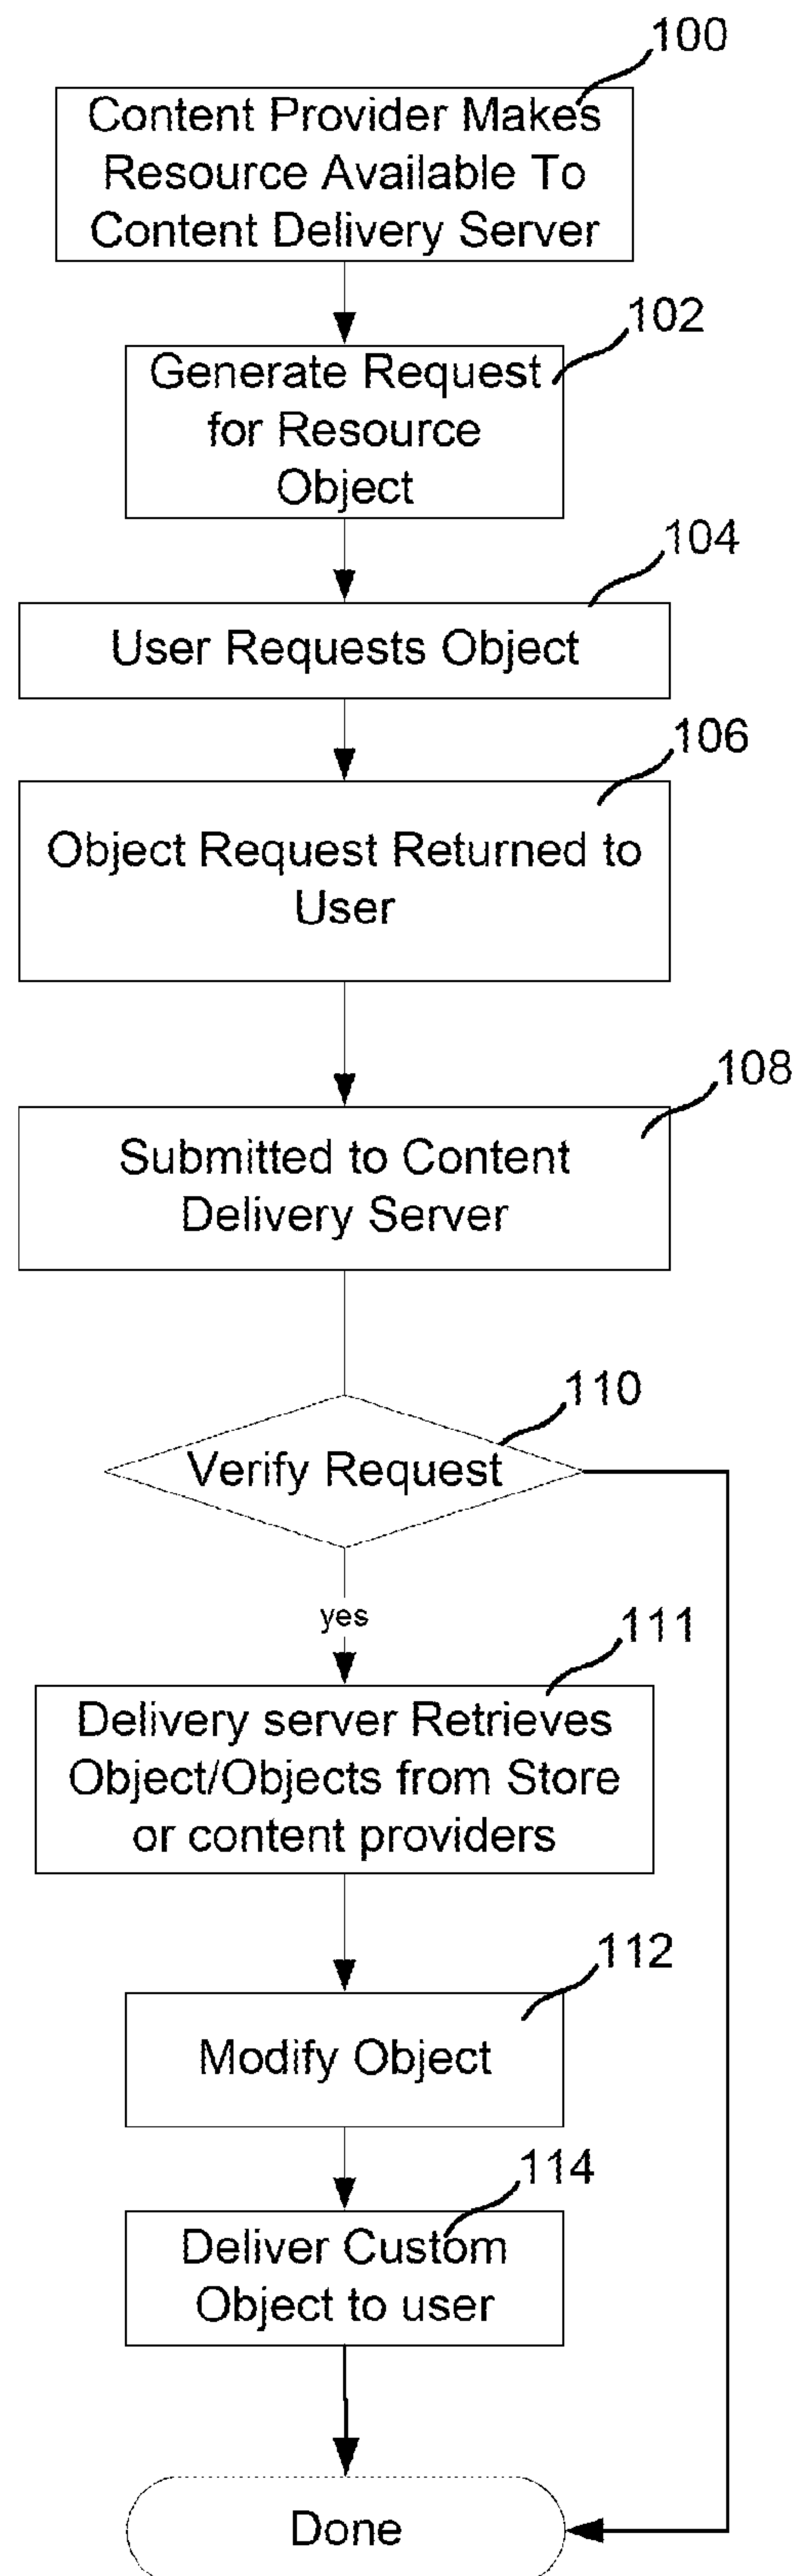 100
Content Provider Makes
Resource Available To
Content Delivery Server
102
Generate Request
for Resource
Object
104
User Requests Object
106
Object Request Returned to
User
108
Submitted to Content
Delivery Server
110
Verify Request
yes
111
Delivery server Retrieves
Object/Objects from Store
or content providers
112
Modify Object
114
Deliver Custom
Object to user
Done